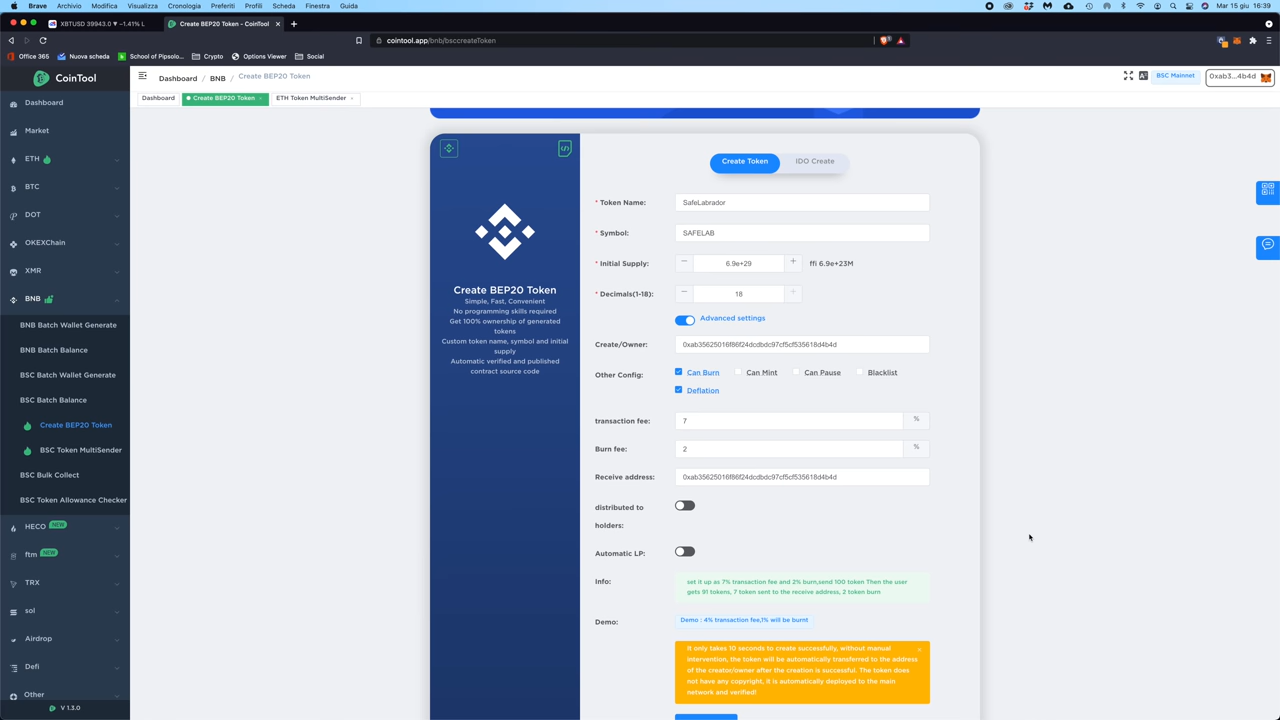 Brave Archivio Modifica Visualizza Cronologia Preferiti Profili Scheda Finestra Guida Mar 15 giu 16:39
XBTUSD 39943.0 ▾ −1.41% L Create BEP20 Token - CoinTool
cointool.app/bnb/bsccreateToken
Office 365 Nuova scheda School of Pipsolo... Crypto Options Viewer Social
CoinTool
Dashboard BNB Create BEP20 Token
BSC Mainnet 0xab3...4b4d
Dashboard Create BEP20 Token ETH Token MultiSender
Dashboard
Market
ETH
BTC
DOT
OKEXChain
XMR
BNB
BNB Batch Wallet Generate
BNB Batch Balance
BSC Batch Wallet Generate
BSC Batch Balance
Create BEP20 Token
BSC Token MultiSender
BSC Bulk Collect
BSC Token Allowance Checker
HECO NEW
ftm NEW
TRX
sol
Airdrop
Defi
Other
V 1.3.0
Create BEP20 Token
Simple, Fast, Convenient
No programming skills required
Get 100% ownership of generated
tokens
Custom token name, symbol and initial
supply
Automatic verified and published
contract source code
Create Token IDO Create
* Token Name: SafeLabrador
* Symbol: SAFELAB
* Initial Supply: − 6.9e+29 + ffi 6.9e+23M
* Decimals(1-18): − 18 +
Advanced settings
Create/Owner: 0xab35625016f86f24dcdbdc97cf5cf535618d4b4d
Other Config: Can Burn Can Mint Can Pause Blacklist
Deflation
transaction fee: 7 %
Burn fee: 2 %
Receive address: 0xab35625016f86f24dcdbdc97cf5cf535618d4b4d
distributed to
holders:
Automatic LP:
Info: set it up as 7% transaction fee and 2% burn,send 100 token Then the user
gets 91 tokens, 7 token sent to the receive address, 2 token burn
Demo: Demo : 4% transaction fee,1% will be burnt
It only takes 10 seconds to create successfully, without manual
intervention, the token will be automatically transferred to the address
of the creator/owner after the creation is successful. The token does
not have any copyright, it is automatically deployed to the main
network and verified!